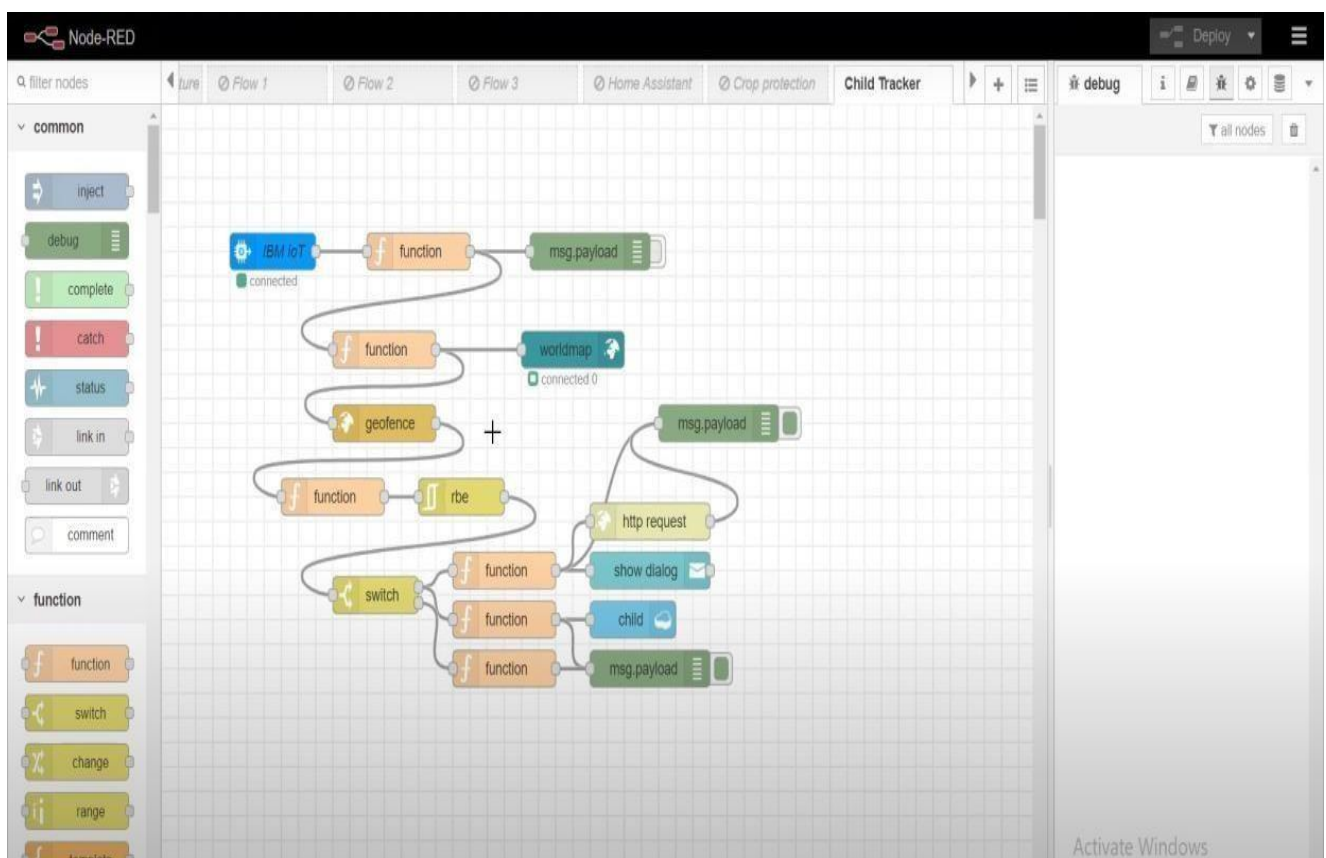 Node-RED
Deploy
filter nodes
ture
Flow 1
Flow 2
Flow 3
Home Assistant
Crop protection
Child Tracker
debug
i
common
all nodes
inject
debug
complete
catch
status
link in
link out
comment
function
function
switch
change
range
template
IBM IoT
connected
function
msg.payload
function
worldmap
connected 0
geofence
msg.payload
function
rbe
http request
switch
function
show dialog
function
child
function
msg.payload
Activate Windows